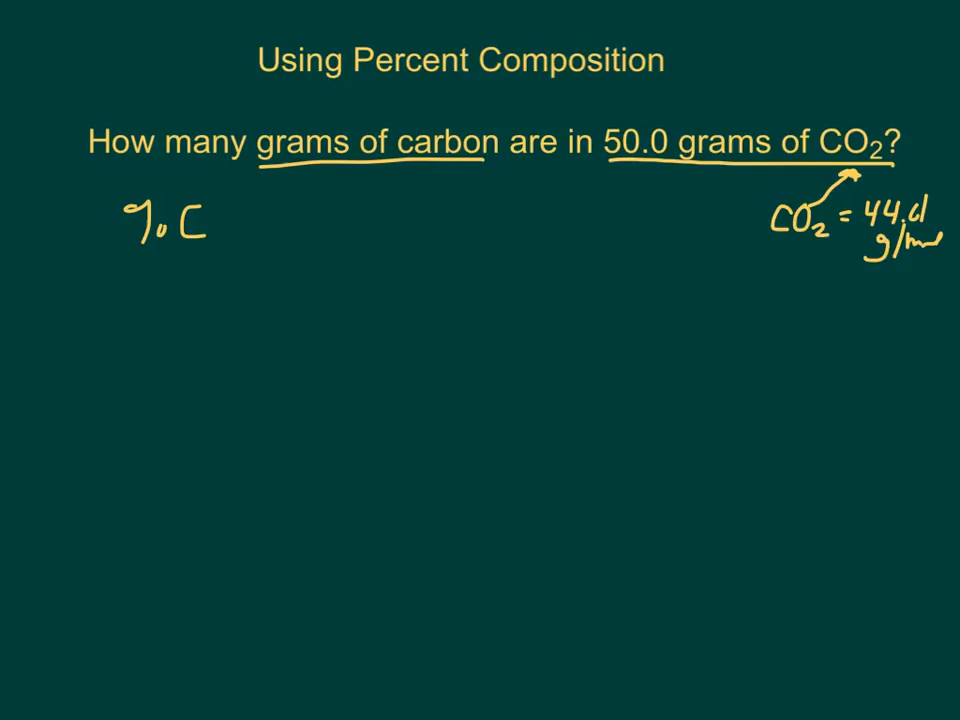 Using Percent Composition
How many grams of carbon are in 50.0 grams of CO₂?
% C
CO₂ = 44.01
g/mol